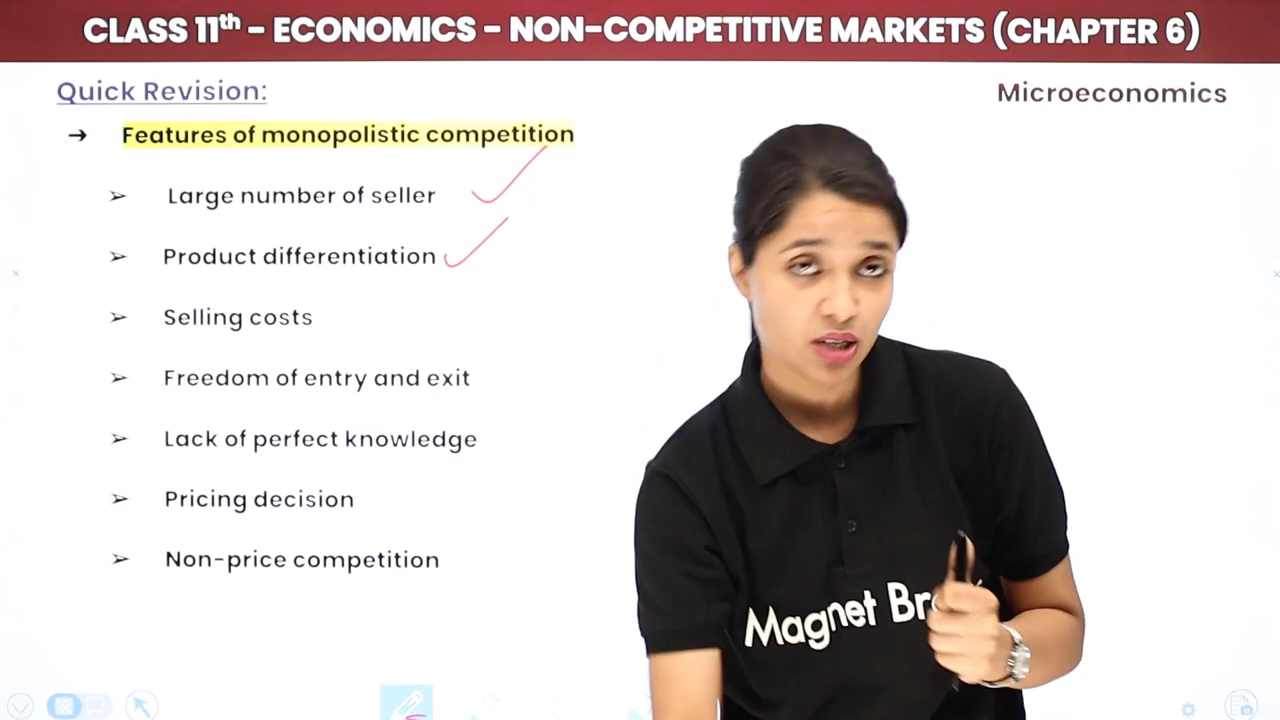 CLASS 11th - ECONOMICS - NON-COMPETITIVE MARKETS (CHAPTER 6)
Quick Revision:
Microeconomics
→ Features of monopolistic competition
➢ Large number of seller
➢ Product differentiation
➢ Selling costs
➢ Freedom of entry and exit
➢ Lack of perfect knowledge
➢ Pricing decision
➢ Non-price competition
Magnet